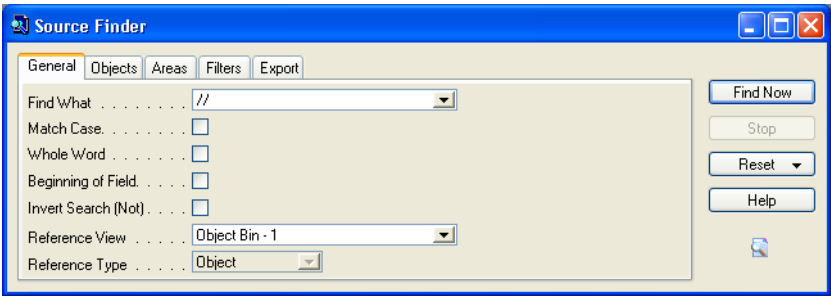 Source Finder
General Objects Areas Filters Export
Find What . . . . . . . . //
Match Case. . . . . . . .
Whole Word . . . . . . .
Beginning of Field. . . . .
Invert Search (Not) . . . .
Reference View . . . . . Object Bin - 1
Reference Type . . . . . Object
Find Now
Stop
Reset
Help